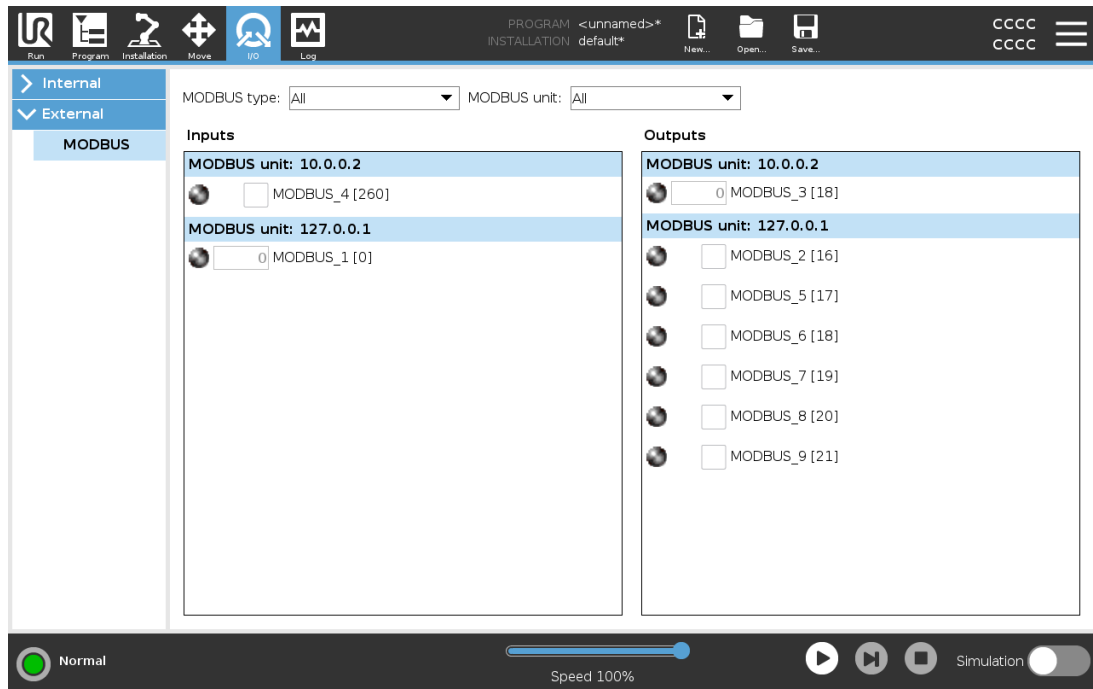 PROGRAM <unnamed>*
INSTALLATION default*
CCCC
CCCC
Run Program Installation Move I/O Log New... Open... Save...
Internal
External
MODBUS
MODBUS type: All MODBUS unit: All
Inputs
MODBUS unit: 10.0.0.2
MODBUS_4 [260]
MODBUS unit: 127.0.0.1
0 MODBUS_1 [0]
Outputs
MODBUS unit: 10.0.0.2
0 MODBUS_3 [18]
MODBUS unit: 127.0.0.1
MODBUS_2 [16]
MODBUS_5 [17]
MODBUS_6 [18]
MODBUS_7 [19]
MODBUS_8 [20]
MODBUS_9 [21]
Normal
Speed 100%
Simulation